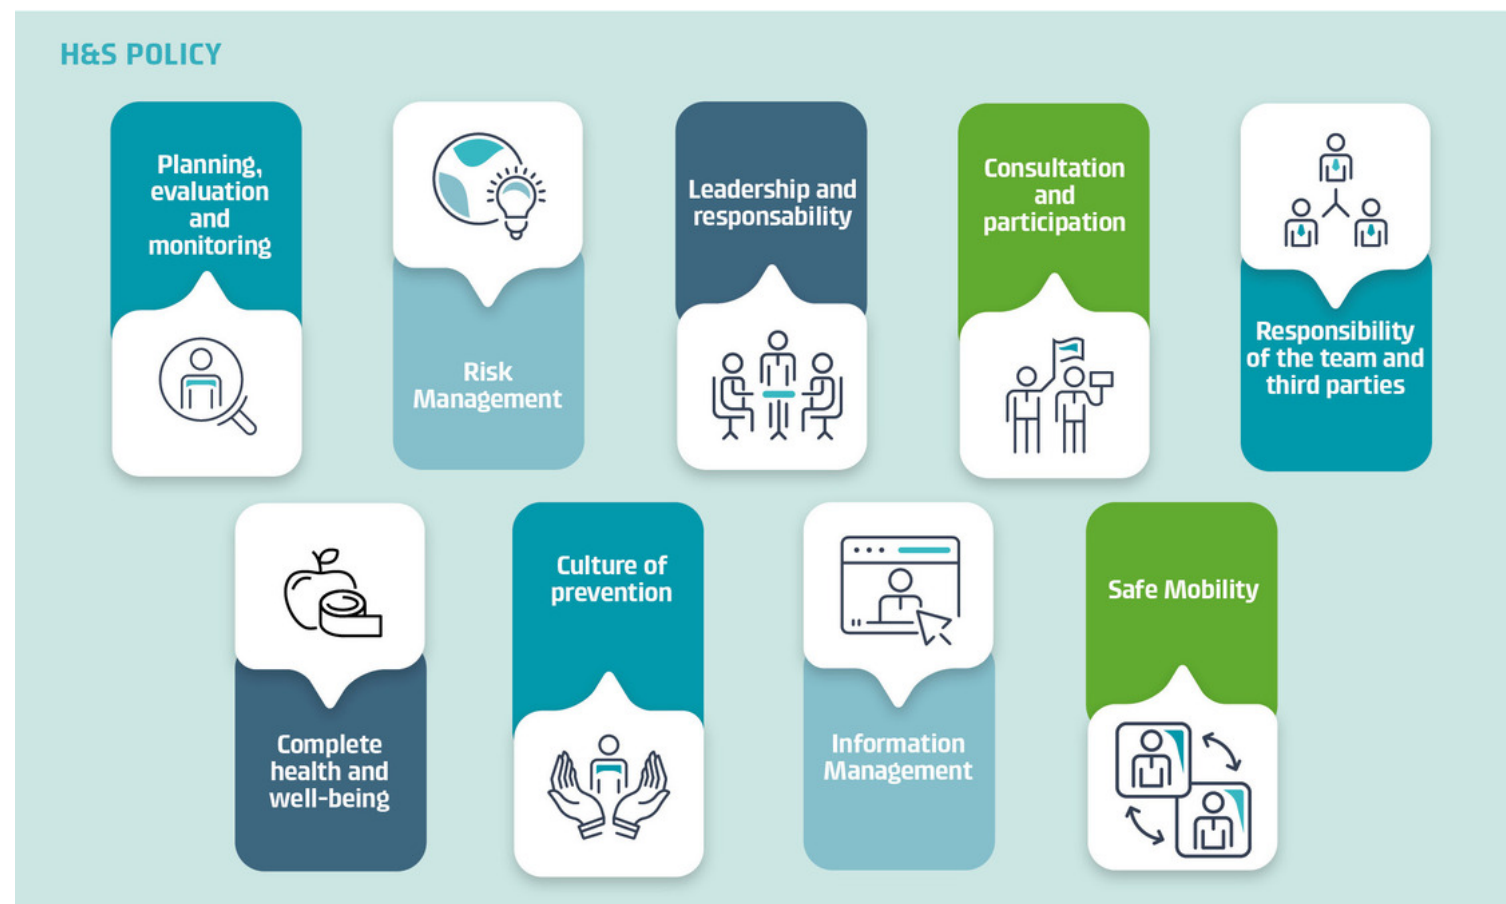 H&S POLICY
Planning,
evaluation
and
monitoring
Risk
Management
Leadership and
responsability
Consultation
and
participation
Responsibility
of the team and
third parties
Complete
health and
well-being
Culture of
prevention
Information
Management
Safe Mobility